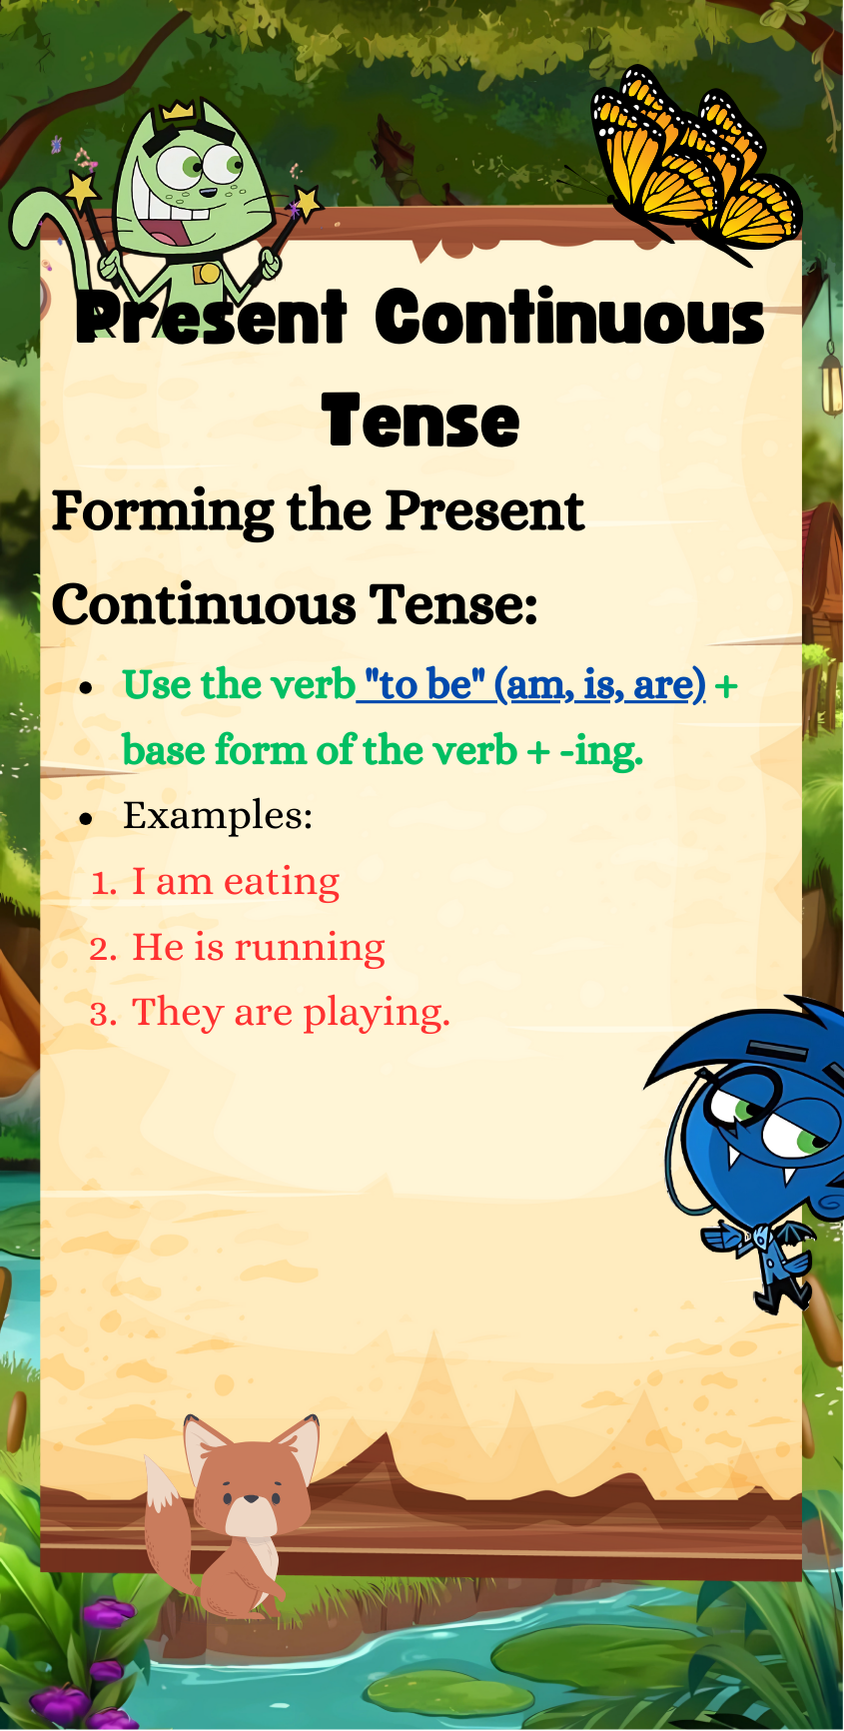 Present Continuous
Tense
Forming the Present
Continuous Tense:
• Use the verb "to be" (am, is, are) +
base form of the verb + -ing.
• Examples:
1. I am eating
2. He is running
3. They are playing.